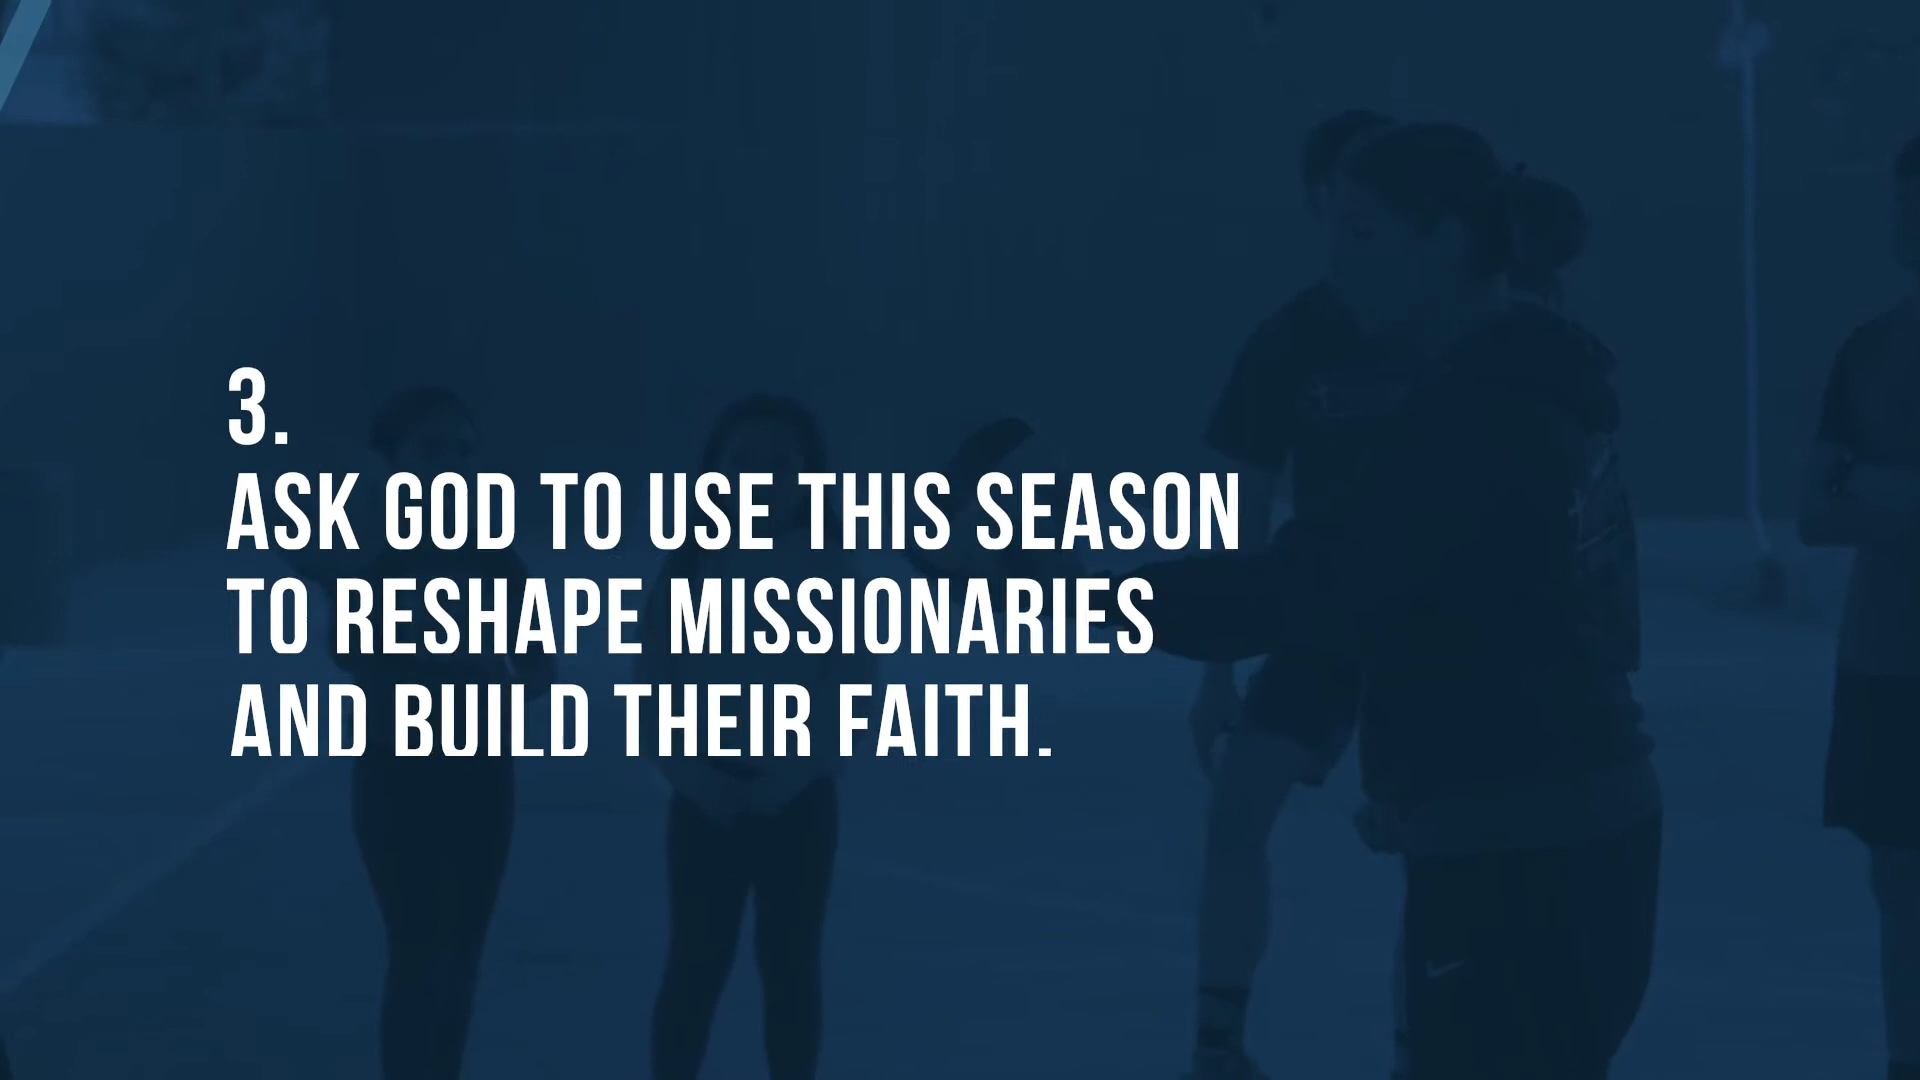 3.
ASK GOD TO USE THIS SEASON
TO RESHAPE MISSIONARIES
AND BUILD THEIR FAITH.